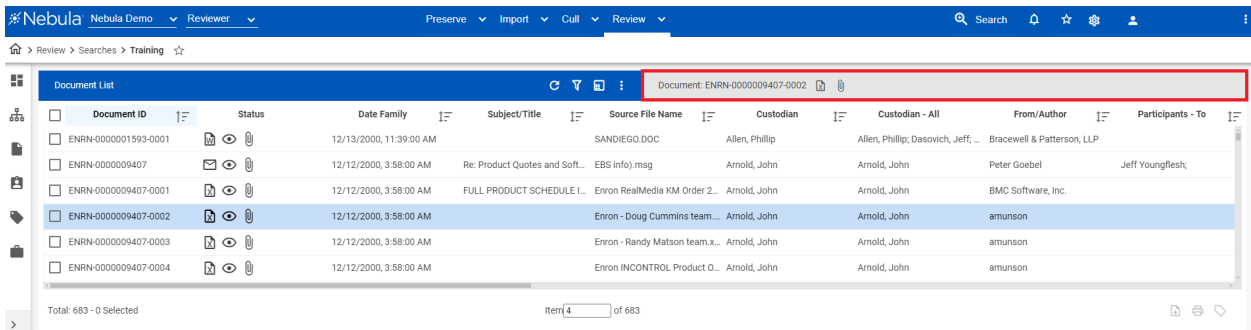 Nebula Nebula Demo Reviewer Preserve Import Cull Review Search
Review > Searches > Training
Document List Document: ENRN-0000009407-0002
Document ID Status Date Family Subject/Title Source File Name Custodian Custodian - All From/Author Participants - To
ENRN-0000001593-0001 12/13/2000, 11:39:00 AM SANDIEGO.DOC Allen, Phillip Allen, Phillip; Dasovich, Jeff; ... Bracewell & Patterson, LLP
ENRN-0000009407 12/12/2000, 3:58:00 AM Re: Product Quotes and Soft... EBS info).msg Arnold, John Arnold, John Peter Goebel Jeff Youngflesh;
ENRN-0000009407-0001 12/12/2000, 3:58:00 AM FULL PRODUCT SCHEDULE I... Enron RealMedia KM Order 2... Arnold, John Arnold, John BMC Software, Inc.
ENRN-0000009407-0002 12/12/2000, 3:58:00 AM Enron - Doug Cummins team.... Arnold, John Arnold, John amunson
ENRN-0000009407-0003 12/12/2000, 3:58:00 AM Enron - Randy Matson team.x... Arnold, John Arnold, John amunson
ENRN-0000009407-0004 12/12/2000, 3:58:00 AM Enron INCONTROL Product O... Arnold, John Arnold, John amunson
Total: 683 - 0 Selected Item 4 of 683